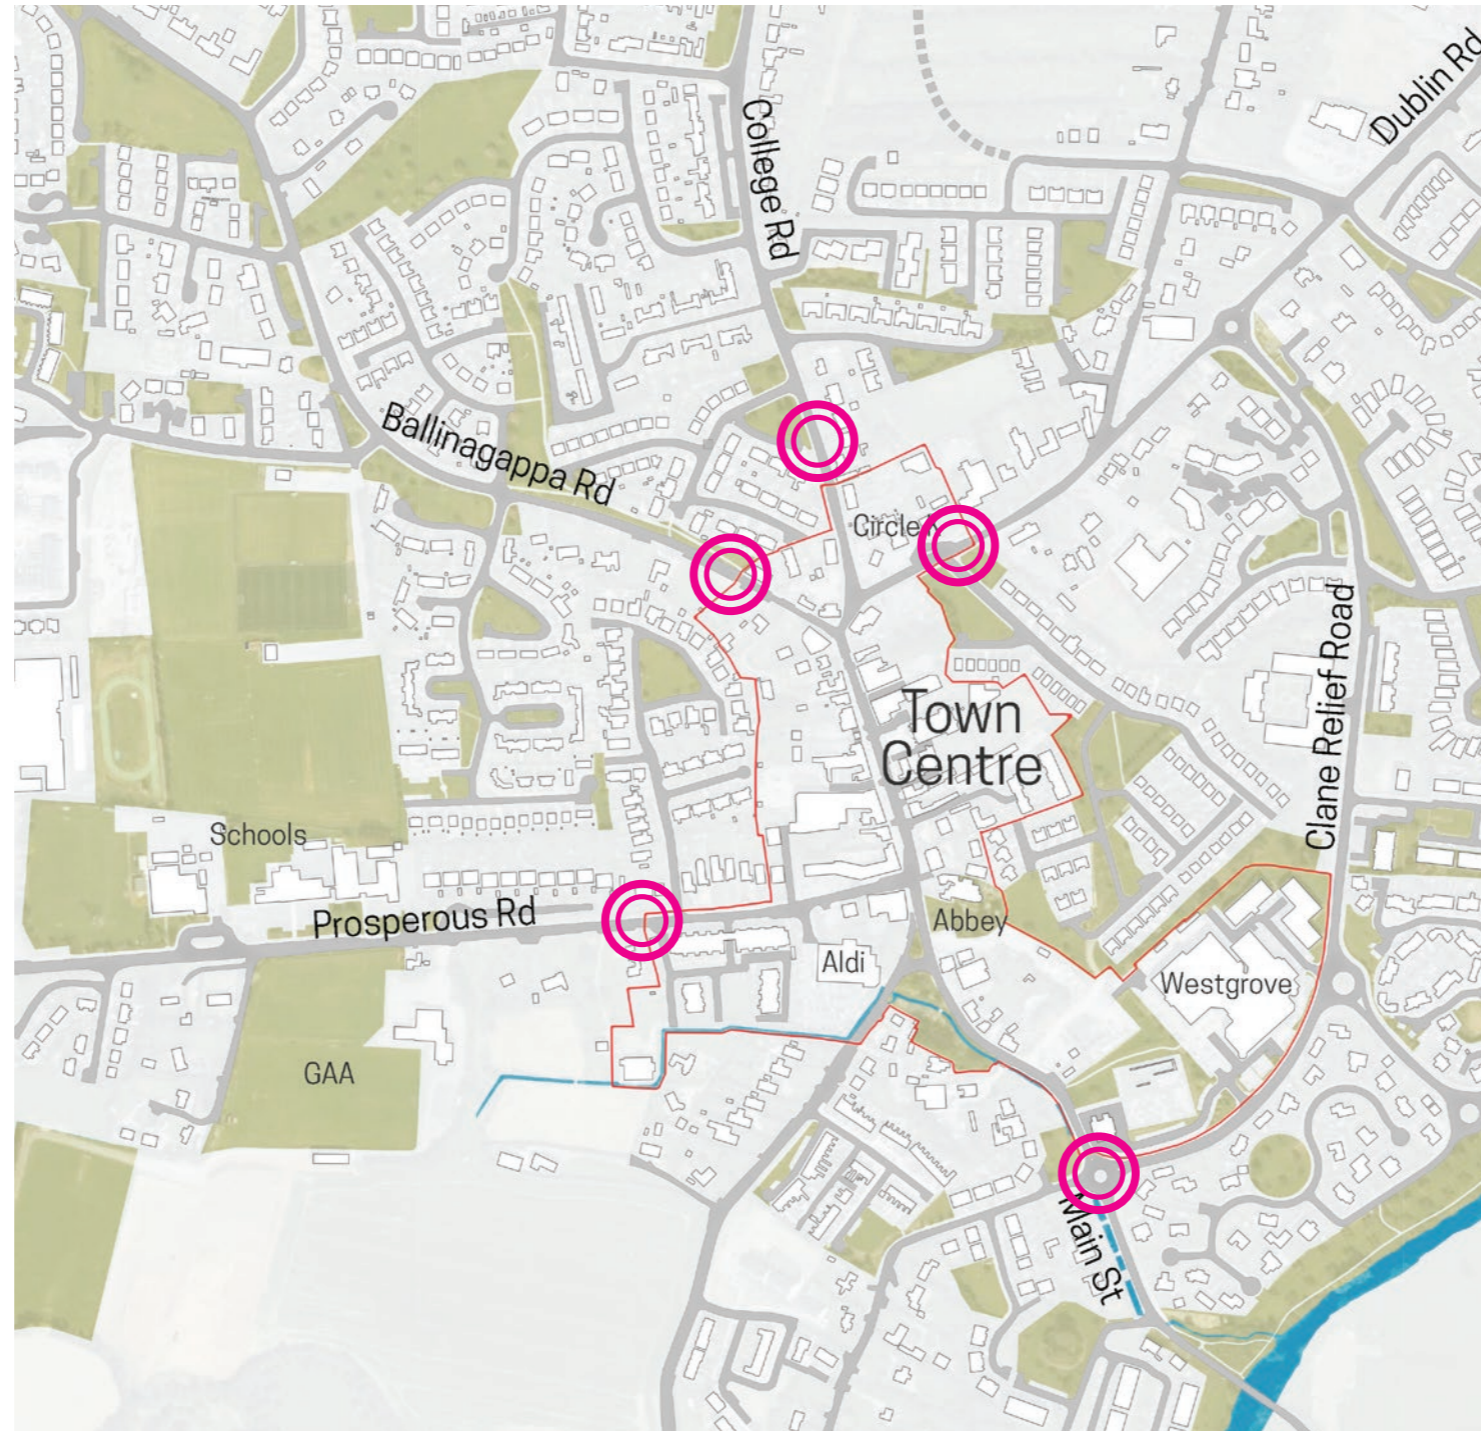 Dublin Rd
College Rd
Ballinagappa Rd
Circle
Town
Centre
Clane Relief Road
Schools
Prosperous Rd
Abbey
Aldi
Westgrove
GAA
Main St